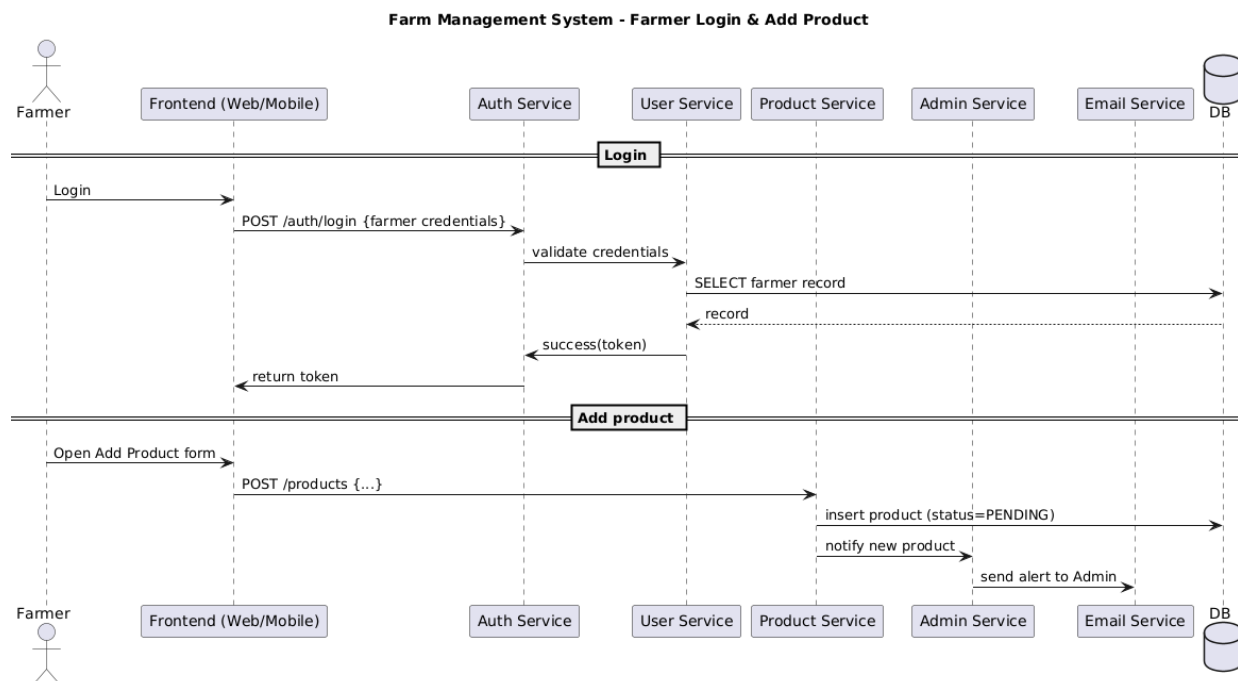 Farm Management System - Farmer Login & Add Product
Farmer
Frontend (Web/Mobile)
Auth Service
User Service
Product Service
Admin Service
Email Service
DB
Login
Login
POST /auth/login {farmer credentials}
validate credentials
SELECT farmer record
record
success(token)
return token
Add product
Open Add Product form
POST /products {...}
insert product (status=PENDING)
notify new product
send alert to Admin
Farmer
Frontend (Web/Mobile)
Auth Service
User Service
Product Service
Admin Service
Email Service
DB